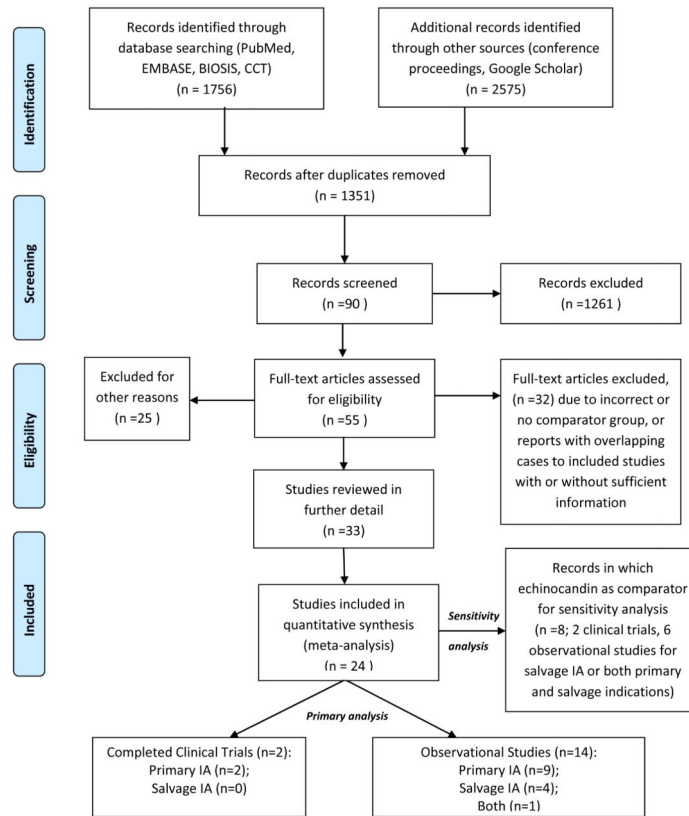 Identification
Records identified through
database searching (PubMed,
EMBASE, BIOSIS, CCT)
(n = 1756)
Additional records identified
through other sources (conference
proceedings, Google Scholar)
(n = 2575)
Records after duplicates removed
(n = 1351)
Screening
Records screened
(n =90 )
Records excluded
(n =1261 )
Eligibility
Excluded for
other reasons
(n =25 )
Full-text articles assessed
for eligibility
(n =55 )
Full-text articles excluded,
(n =32) due to incorrect or
no comparator group, or
reports with overlapping
cases to included studies
with or without sufficient
information
Studies reviewed in
further detail
(n =33)
Included
Studies included in
quantitative synthesis
(meta-analysis)
(n = 24 )
Sensitivity
analysis
Records in which
echinocandin as comparator
for sensitivity analysis
(n =8; 2 clinical trials, 6
observational studies for
salvage IA or both primary
and salvage indications)
Primary analysis
Completed Clinical Trials (n=2):
Primary IA (n=2);
Salvage IA (n=0)
Observational Studies (n=14):
Primary IA (n=9);
Salvage IA (n=4);
Both (n=1)